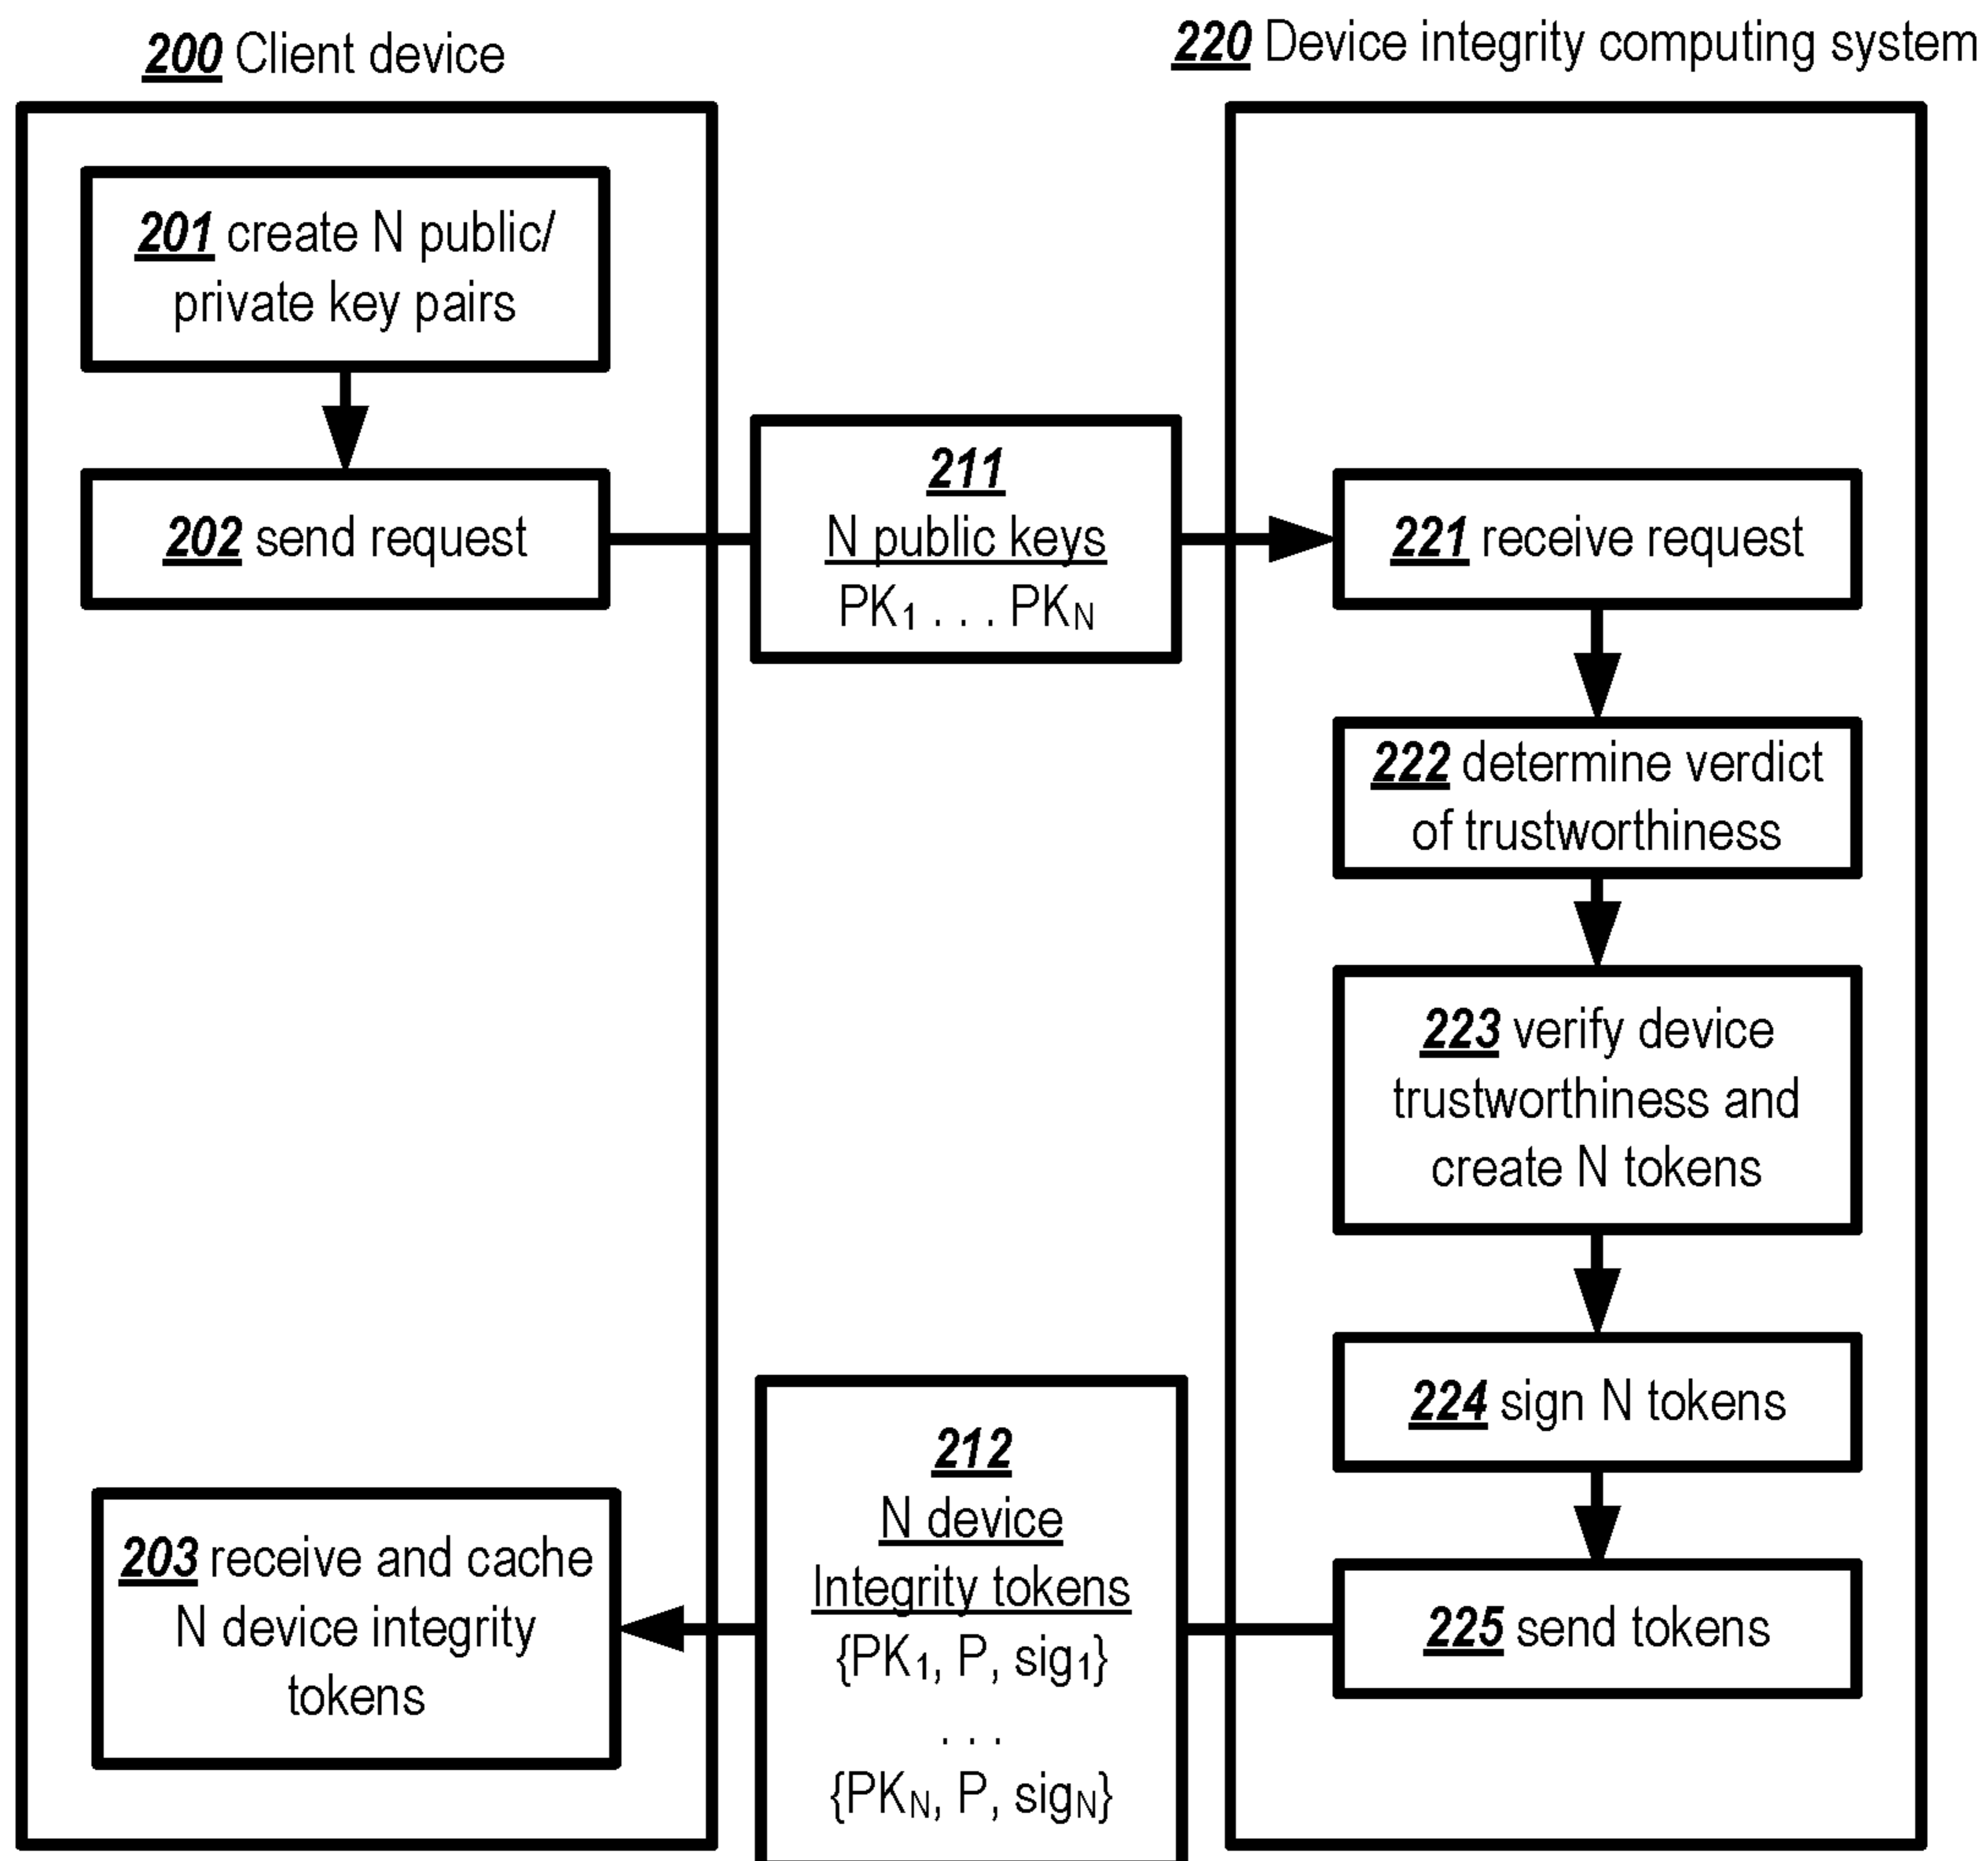 200 Client device
220 Device integrity computing system
201 create N public/
private key pairs
202 send request
211
N public keys
PK1 . . . PKN
221 receive request
222 determine verdict
of trustworthiness
223 verify device
trustworthiness and
create N tokens
224 sign N tokens
225 send tokens
212
N device
Integrity tokens
{PK1, P, sig1}
. . .
{PKN, P, sigN}
203 receive and cache
N device integrity
tokens